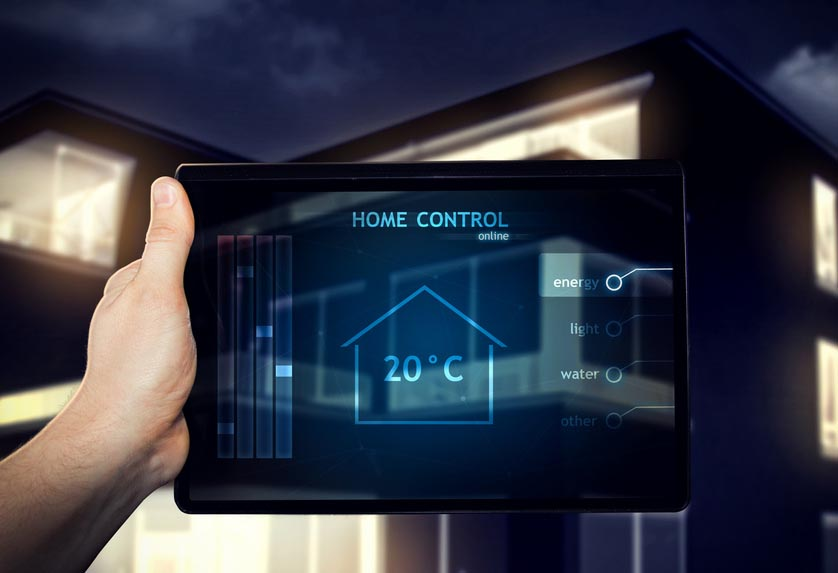 HOME CONTROL
online
20°C
energy
light
water
other